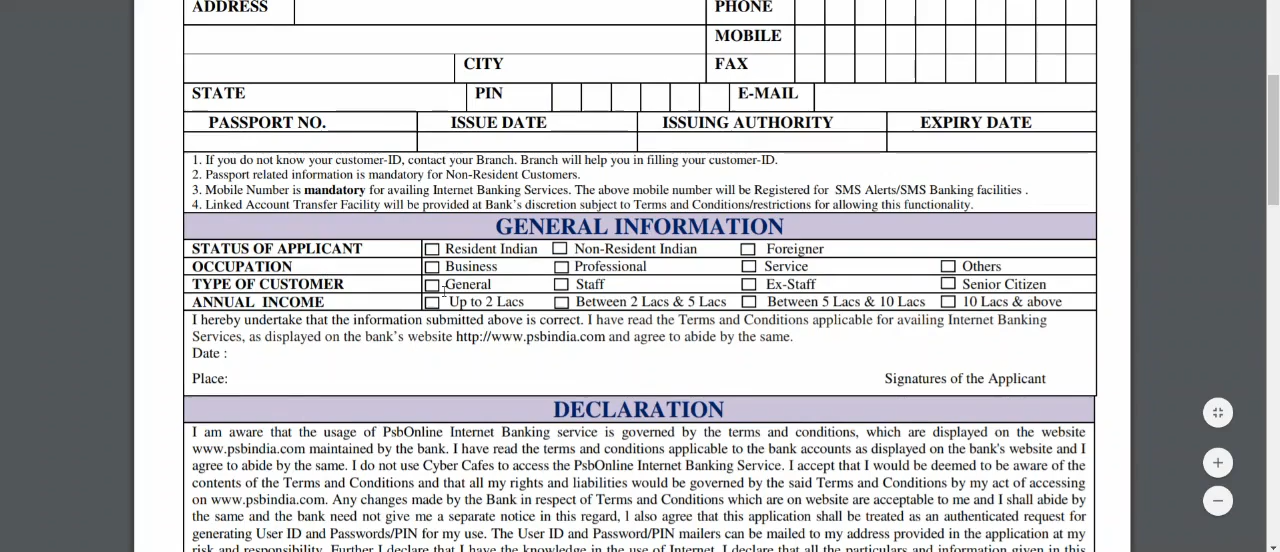 ADDRESS PHONE
MOBILE
CITY FAX
STATE PIN E-MAIL
PASSPORT NO. ISSUE DATE ISSUING AUTHORITY EXPIRY DATE
1. If you do not know your customer-ID, contact your Branch. Branch will help you in filling your customer-ID.
2. Passport related information is mandatory for Non-Resident Customers.
3. Mobile Number is mandatory for availing Internet Banking Services. The above mobile number will be Registered for SMS Alerts/SMS Banking facilities .
4. Linked Account Transfer Facility will be provided at Bank's discretion subject to Terms and Conditions/restrictions for allowing this functionality.
GENERAL INFORMATION
STATUS OF APPLICANT Resident Indian Non-Resident Indian Foreigner
OCCUPATION Business Professional Service Others
TYPE OF CUSTOMER General Staff Ex-Staff Senior Citizen
ANNUAL INCOME Up to 2 Lacs Between 2 Lacs & 5 Lacs Between 5 Lacs & 10 Lacs 10 Lacs & above
I hereby undertake that the information submitted above is correct. I have read the Terms and Conditions applicable for availing Internet Banking
Services, as displayed on the bank's website http://www.psbindia.com and agree to abide by the same.
Date :
Place: Signatures of the Applicant
DECLARATION
I am aware that the usage of PsbOnline Internet Banking service is governed by the terms and conditions, which are displayed on the website
www.psbindia.com maintained by the bank. I have read the terms and conditions applicable to the bank accounts as displayed on the bank's website and I
agree to abide by the same. I do not use Cyber Cafes to access the PsbOnline Internet Banking Service. I accept that I would be deemed to be aware of the
contents of the Terms and Conditions and that all my rights and liabilities would be governed by the said Terms and Conditions by my act of accessing
on www.psbindia.com. Any changes made by the Bank in respect of Terms and Conditions which are on website are acceptable to me and I shall abide by
the same and the bank need not give me a separate notice in this regard, I also agree that this application shall be treated as an authenticated request for
generating User ID and Passwords/PIN for my use. The User ID and Password/PIN mailers can be mailed to my address provided in the application at my
risk and responsibility. Further I declare that I have the knowledge in the use of Internet. I declare that all the particulars and information given in this